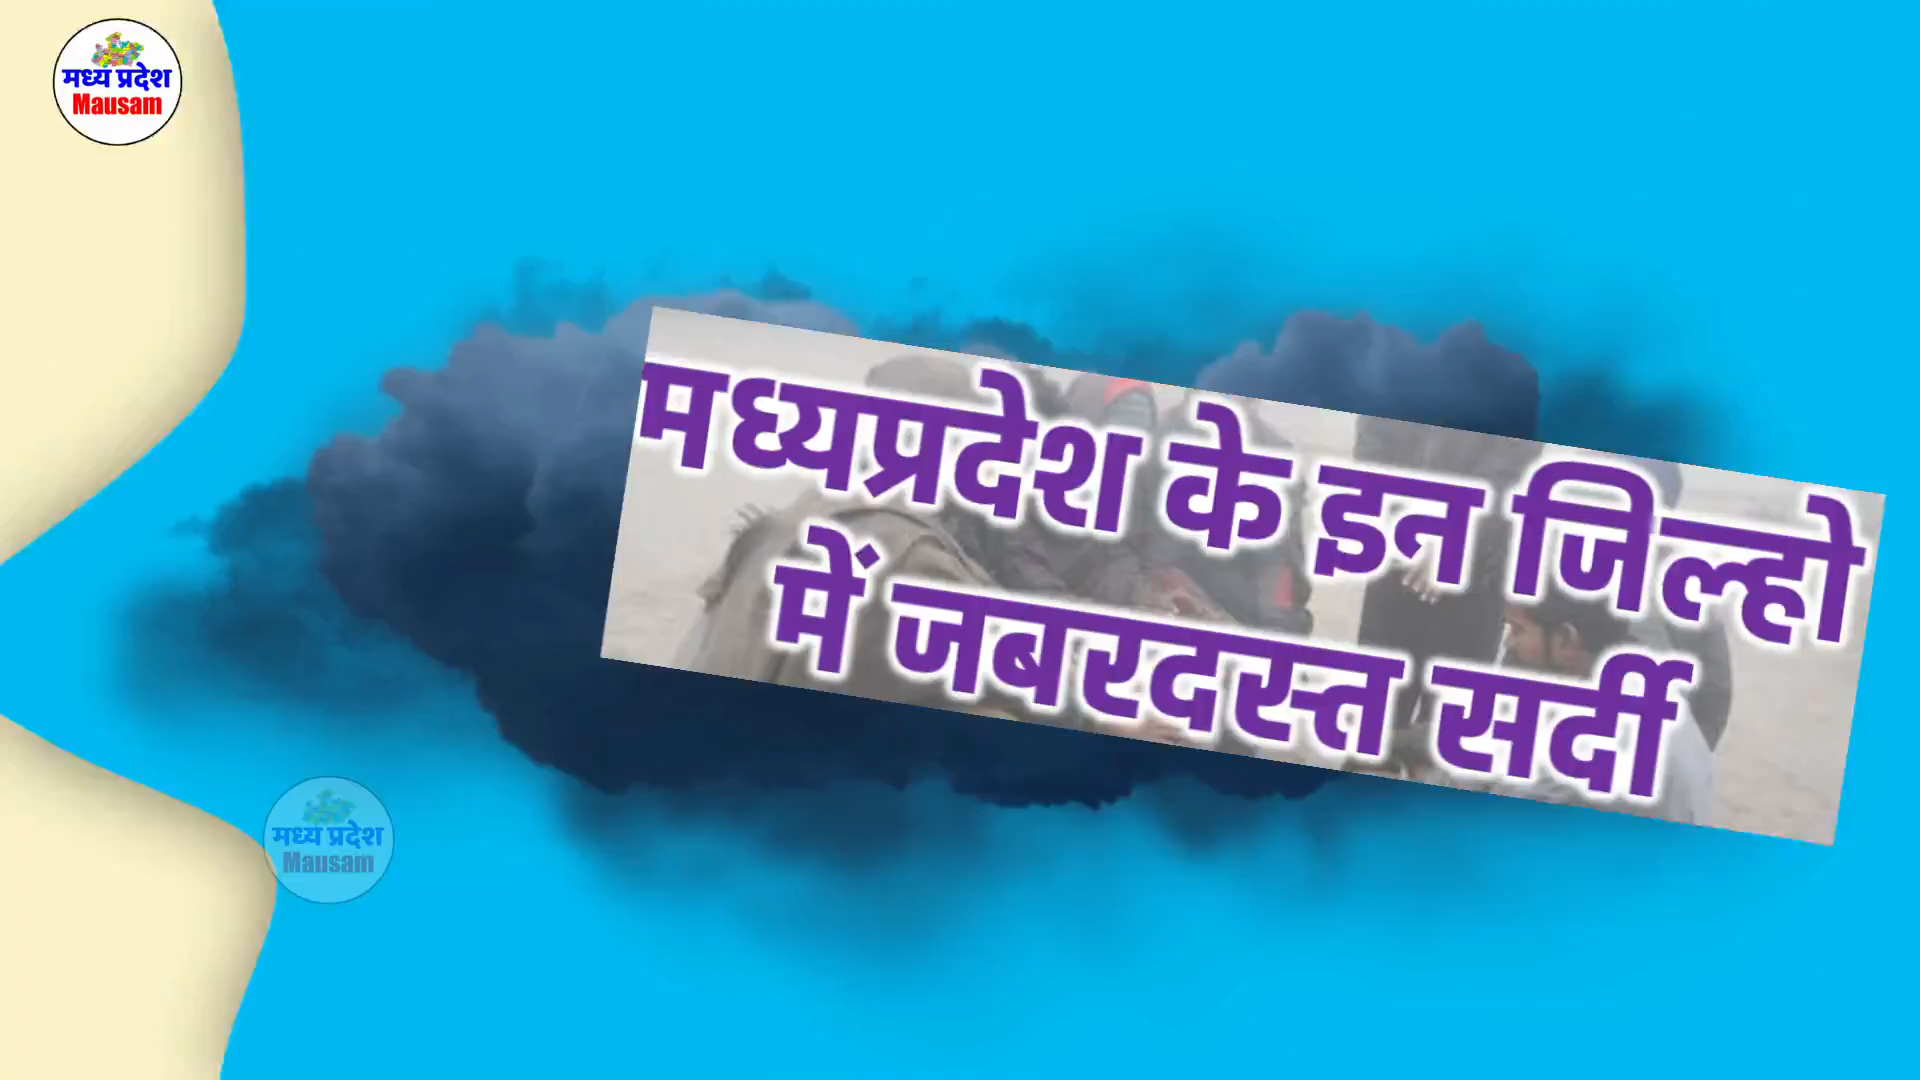 मध्य प्रदेश
Mausam
मध्यप्रदेश के इन जिल्हो
में जबरदस्त सर्दी
मध्य प्रदेश
Mausam